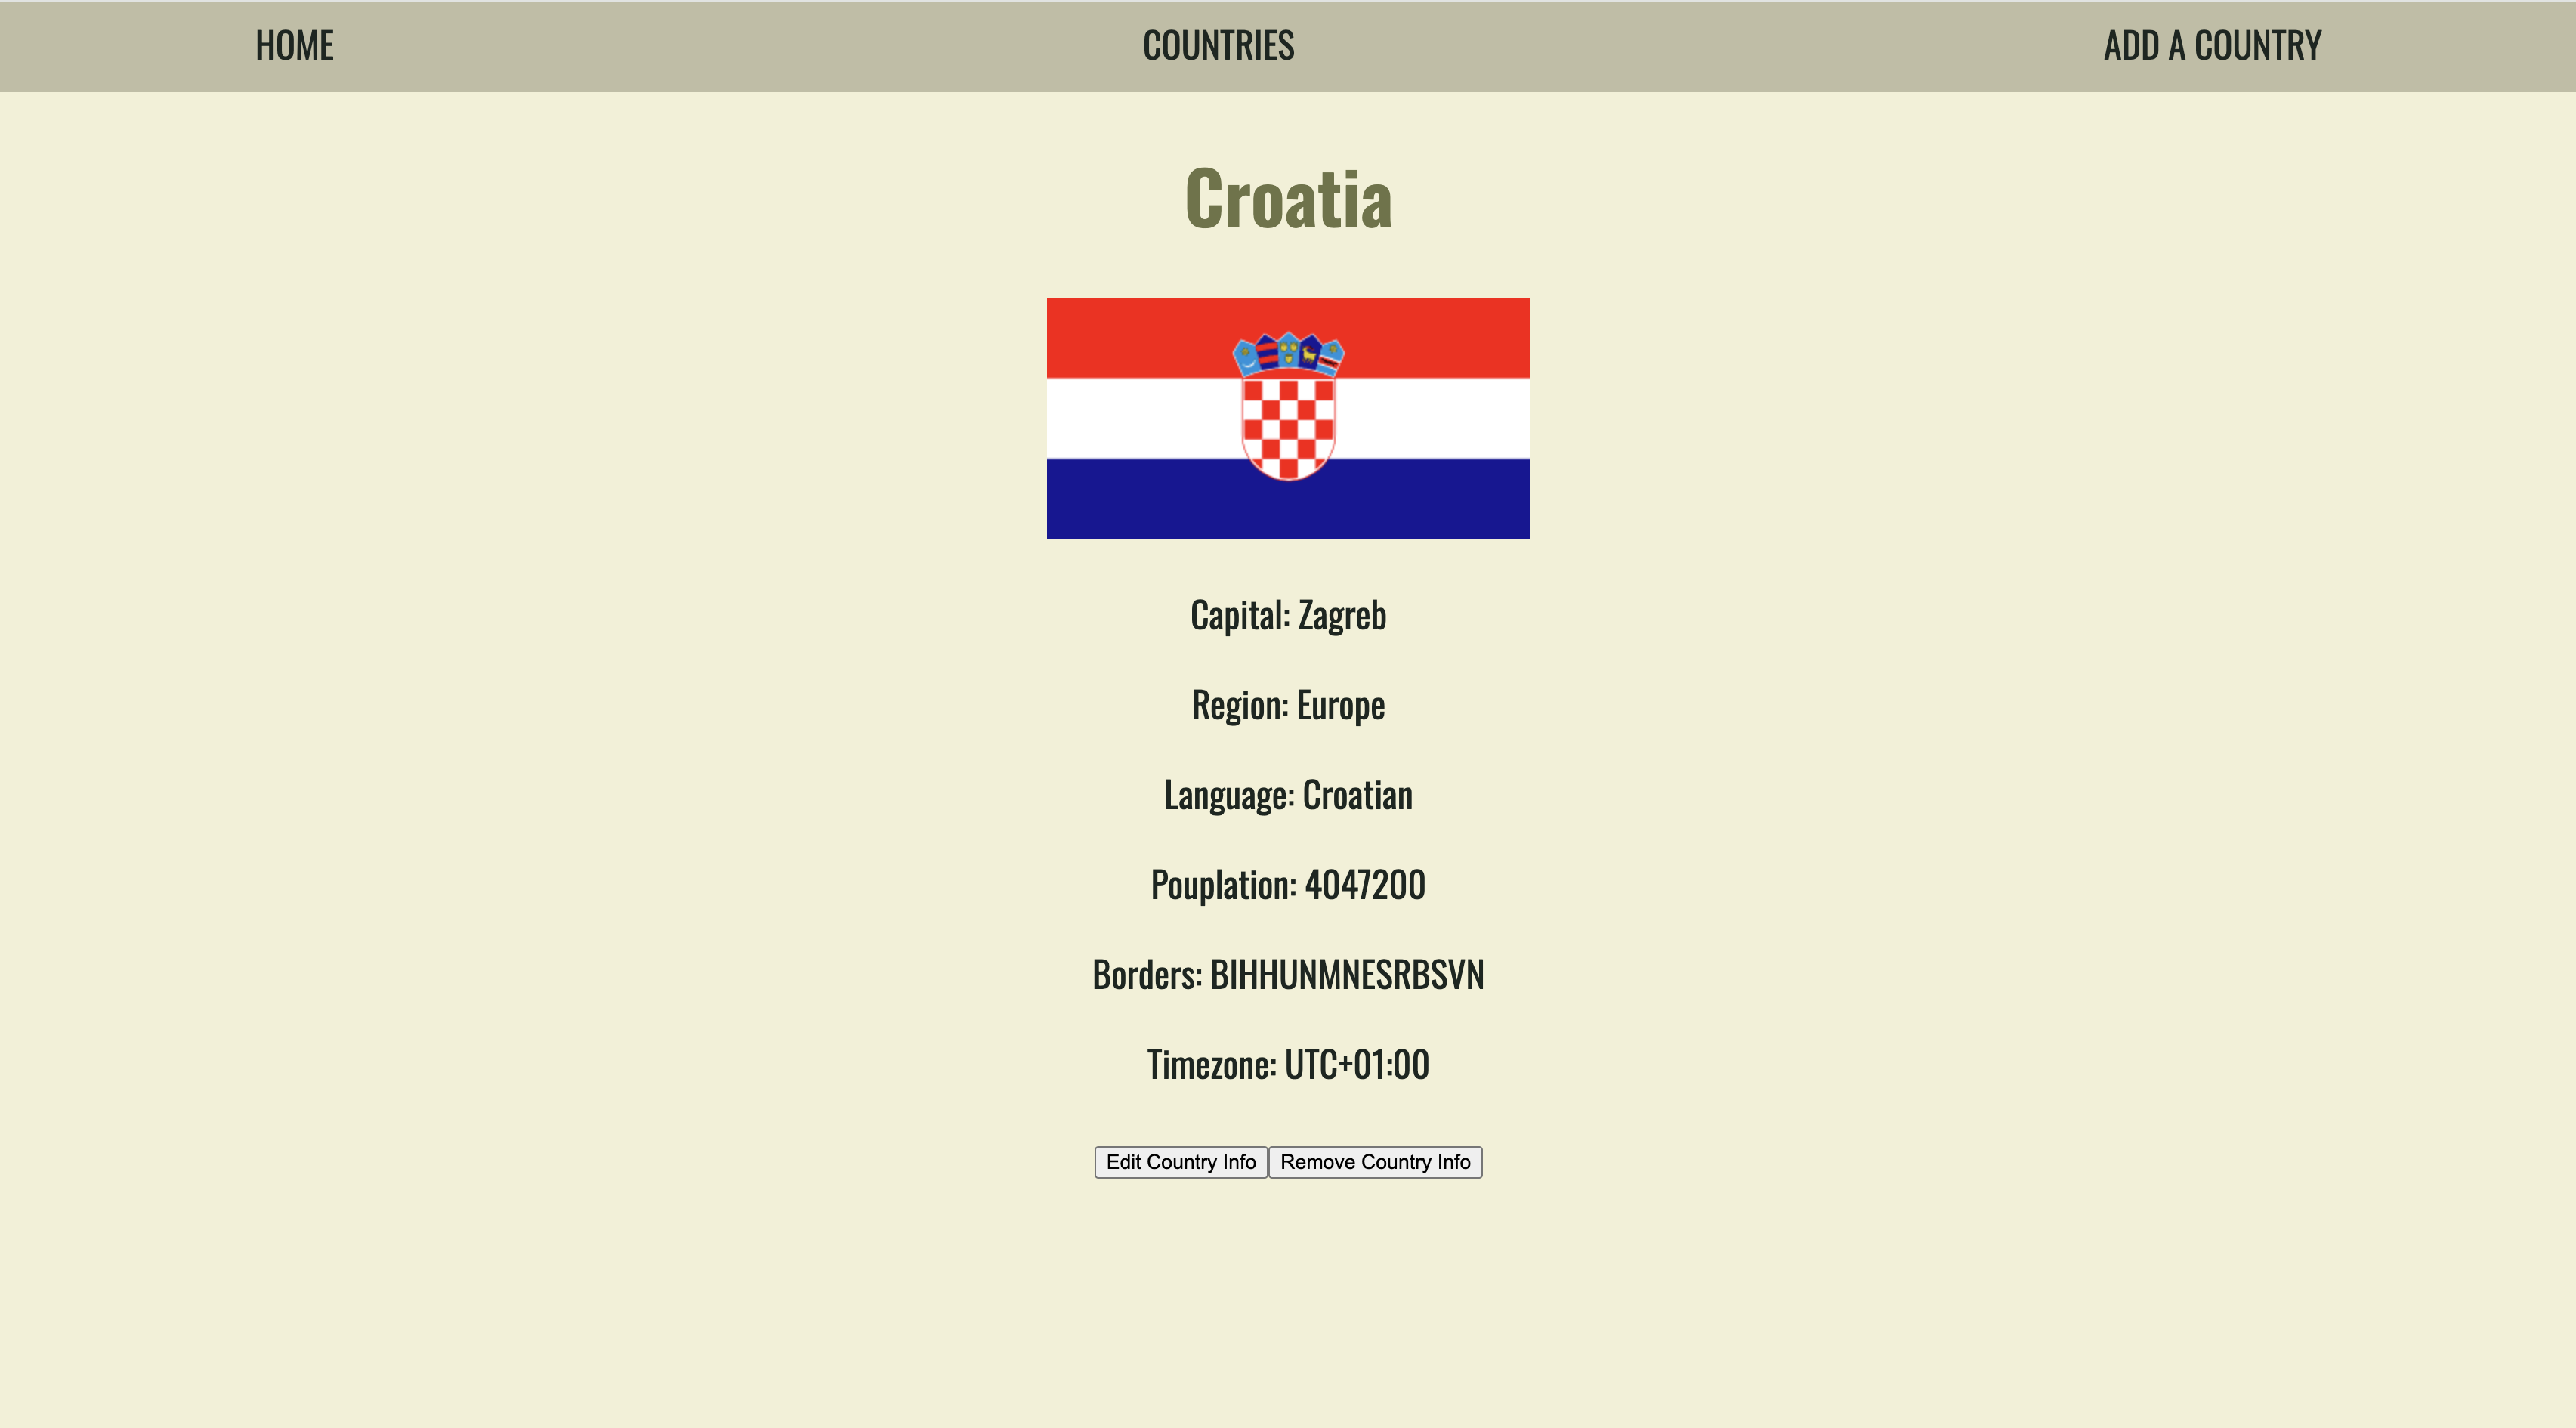 HOME COUNTRIES ADD A COUNTRY
Croatia
Capital: Zagreb
Region: Europe
Language: Croatian
Pouplation: 4047200
Borders: BIHHUNMNESRBSVN
Timezone: UTC+01:00
Edit Country Info Remove Country Info